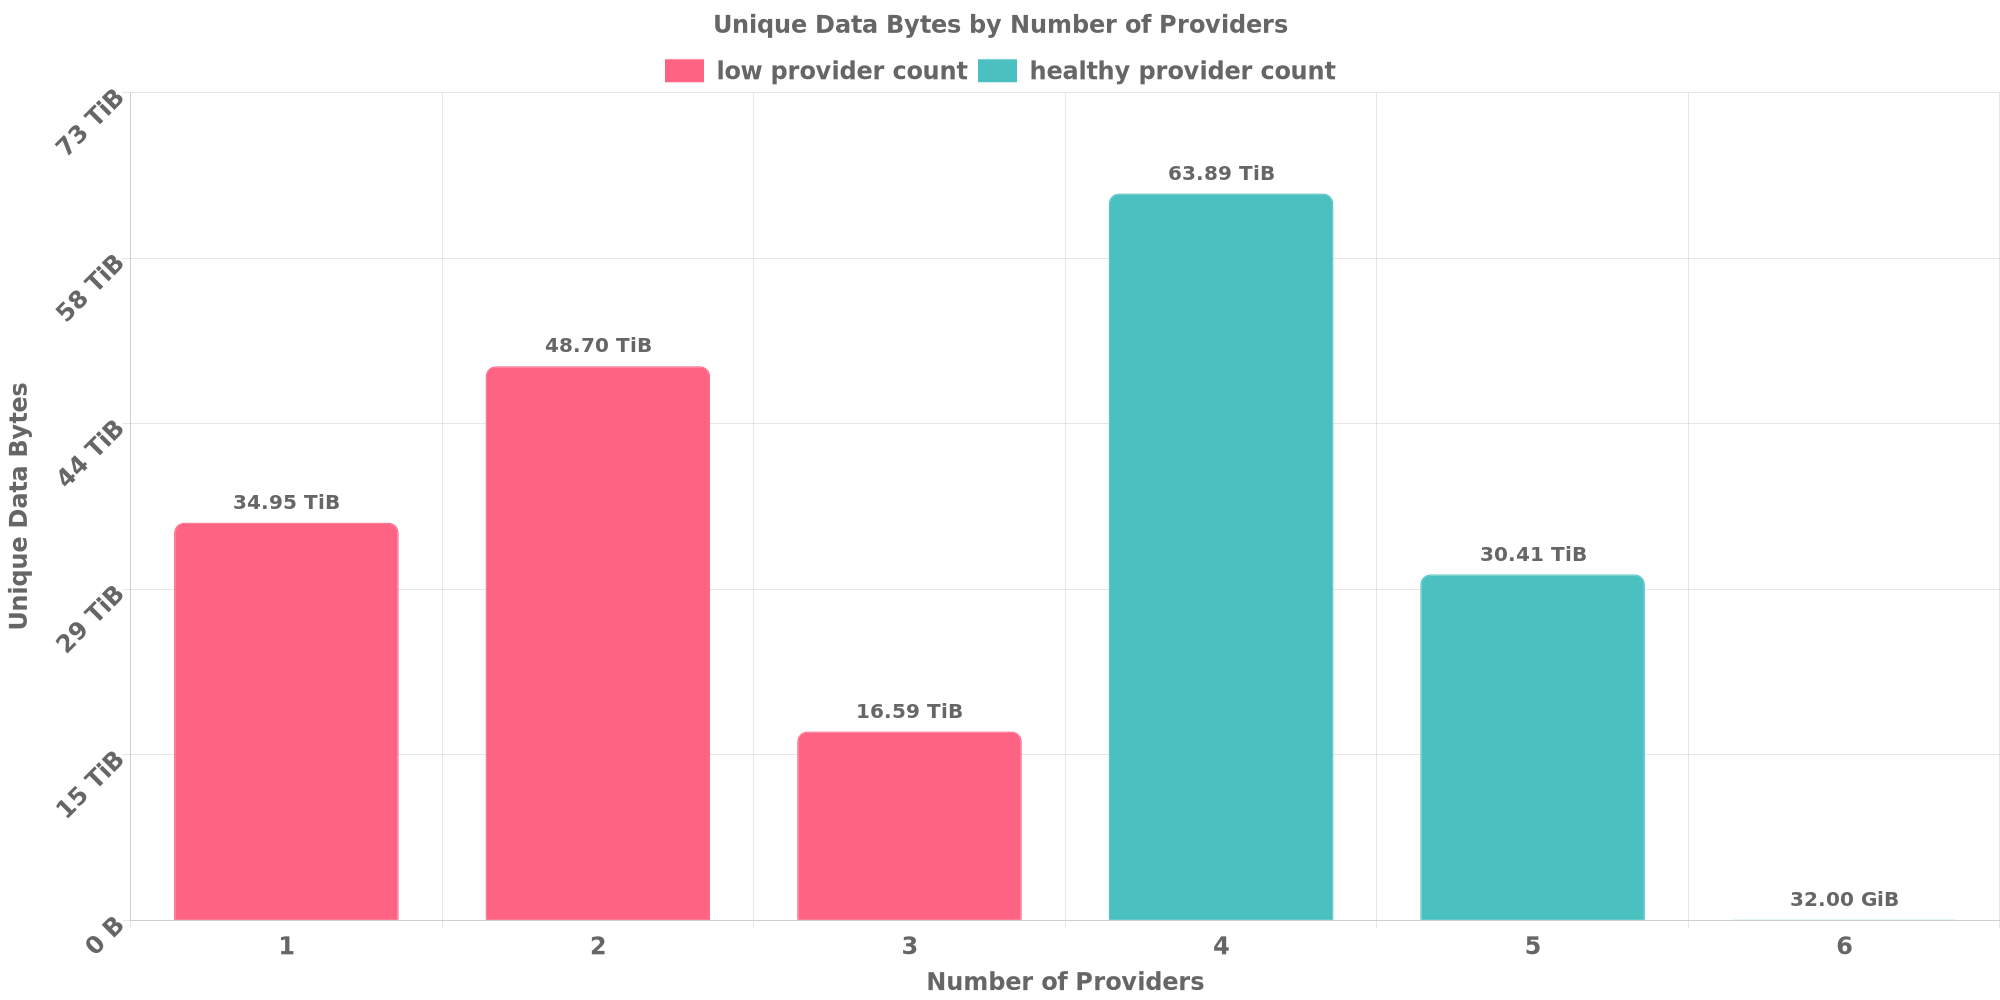 Unique Data Bytes by Number of Providers
low provider count
healthy provider count
Unique Data Bytes
73 TiB
58 TiB
44 TiB
29 TiB
15 TiB
0 B
34.95 TiB
48.70 TiB
16.59 TiB
63.89 TiB
30.41 TiB
32.00 GiB
1
2
3
4
5
6
Number of Providers